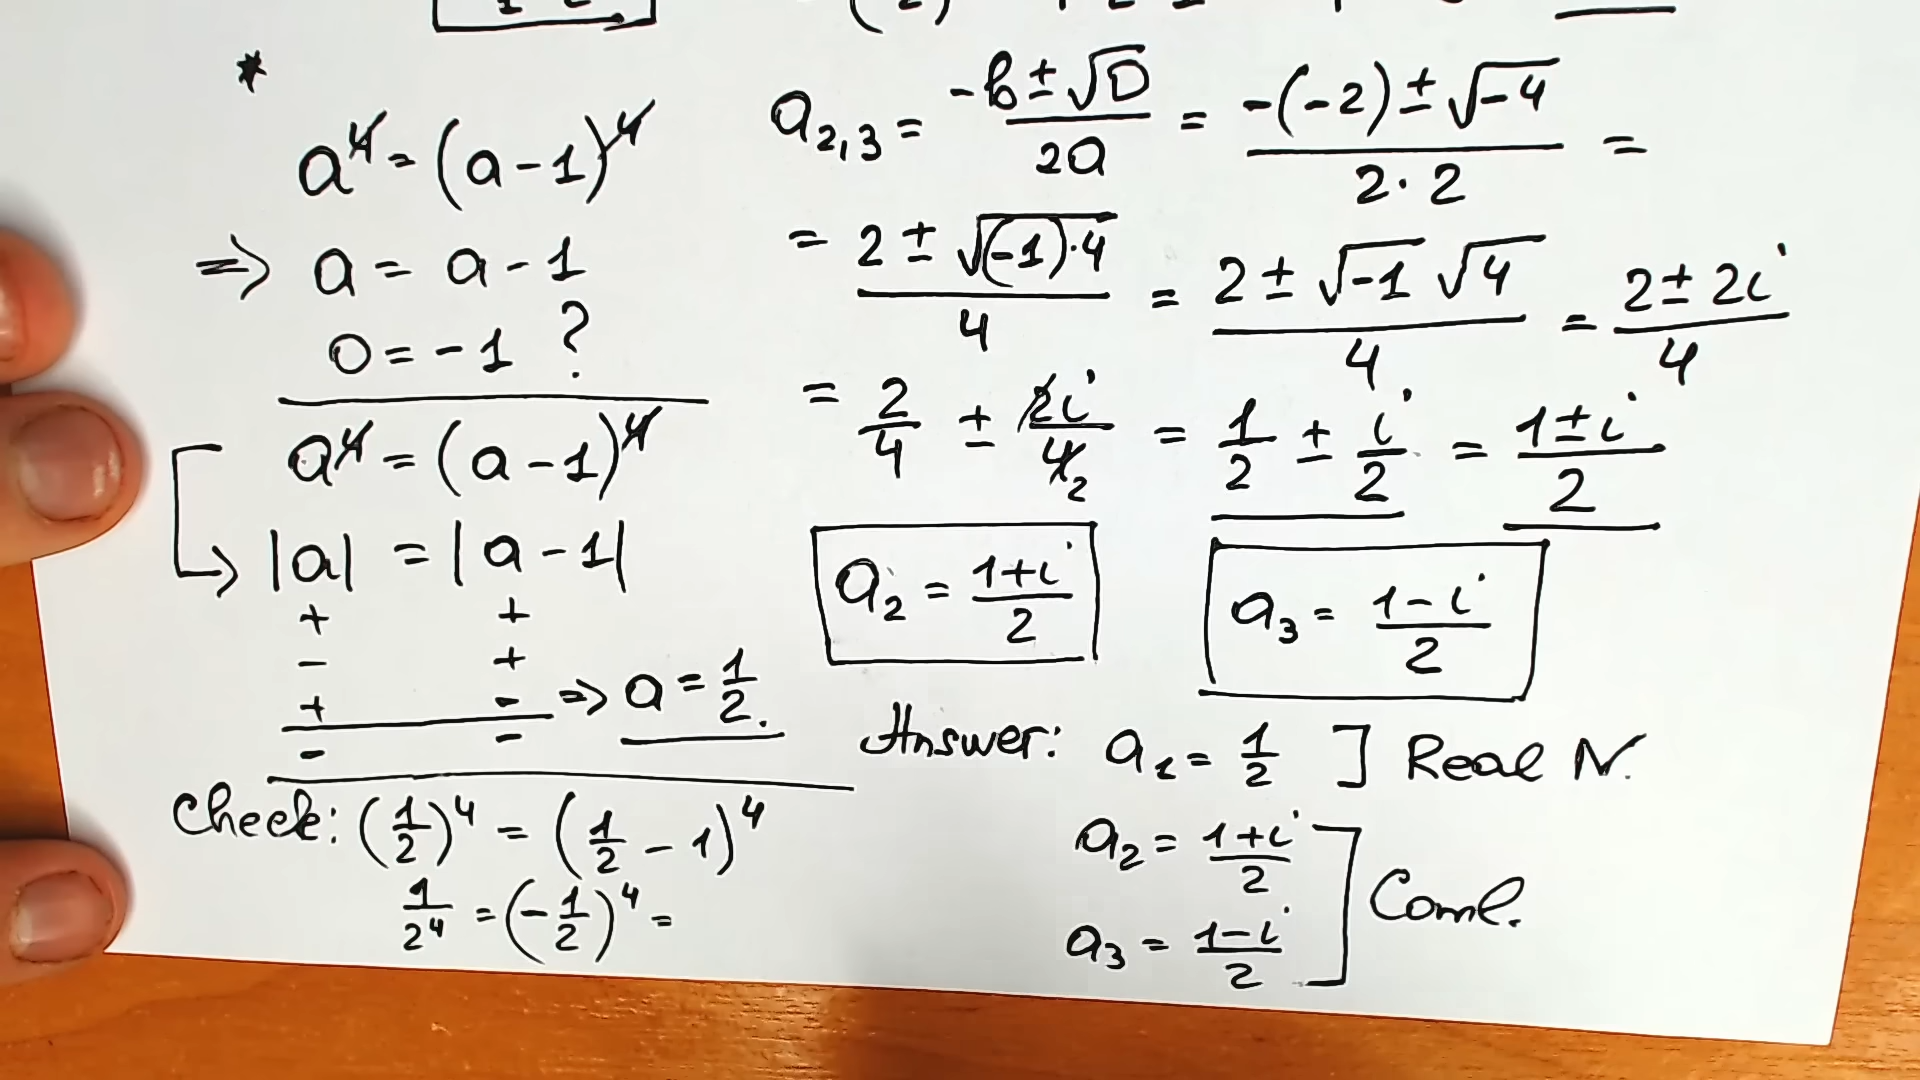 *
a⁴ = (a - 1)⁴
⇒ a = a - 1
0 = -1 ?
a⁴ = (a - 1)⁴
|a| = |a - 1|
+ +
- +
+ - ⇒ a = 1/2.
- -
Check: (1/2)⁴ = (1/2 - 1)⁴
1/2⁴ = (-1/2)⁴ =
a₂,₃ = (-b ± √D)/(2a) = (-(-2) ± √-4)/(2·2) =
= (2 ± √((-1)·4))/4 = (2 ± √-1 √4)/4 = (2 ± 2i)/4
= 2/4 ± 2i/4 2 = 1/2 ± i/2 = (1 ± i)/2
a₂ = (1+i)/2 a₃ = (1-i)/2
Answer: a₁ = 1/2 ] Real N.
a₂ = (1+i)/2
a₃ = (1-i)/2 ] Coml.